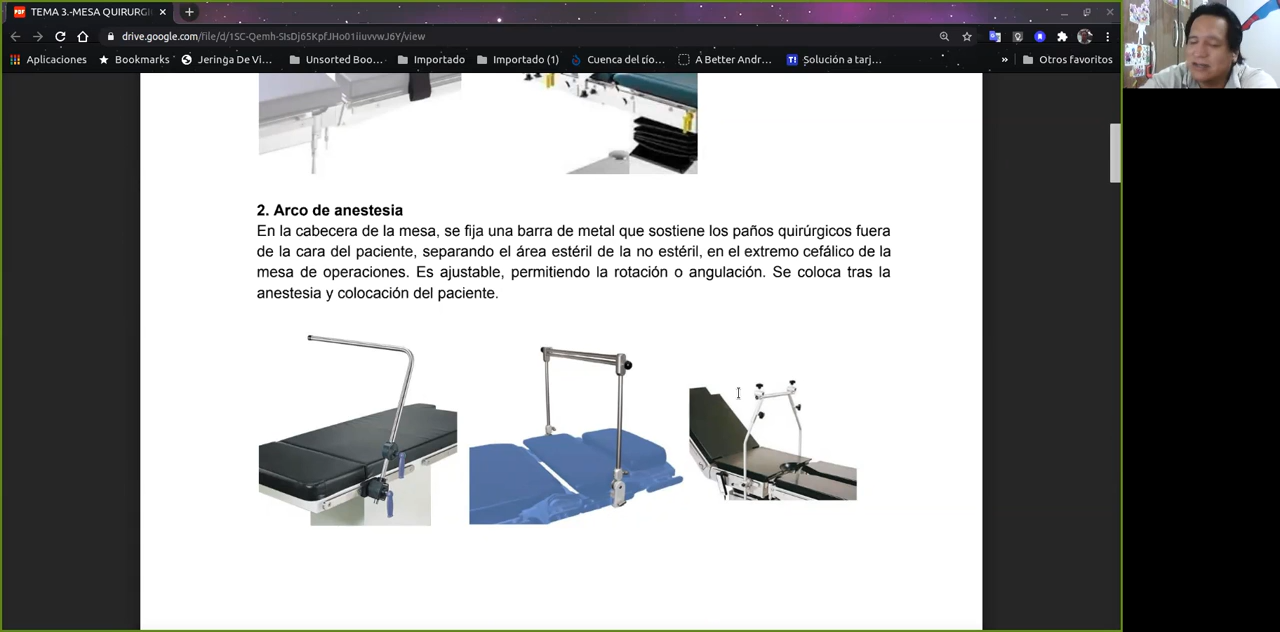 TEMA 3.-MESA QUIRURGI
drive.google.com/file/d/1SC-Qemh-SIsDj65KpfJHo01iiuvvwJ6Y/view
Aplicaciones
Bookmarks
Jeringa De Vi...
Unsorted Boo...
Importado
Importado (1)
Cuenca del cío...
A Better Andr...
T!
Solución a tarj...
»
Otros favoritos
2. Arco de anestesia
En la cabecera de la mesa, se fija una barra de metal que sostiene los paños quirúrgicos fuera
de la cara del paciente, separando el área estéril de la no estéril, en el extremo cefálico de la
mesa de operaciones. Es ajustable, permitiendo la rotación o angulación. Se coloca tras la
anestesia y colocación del paciente.